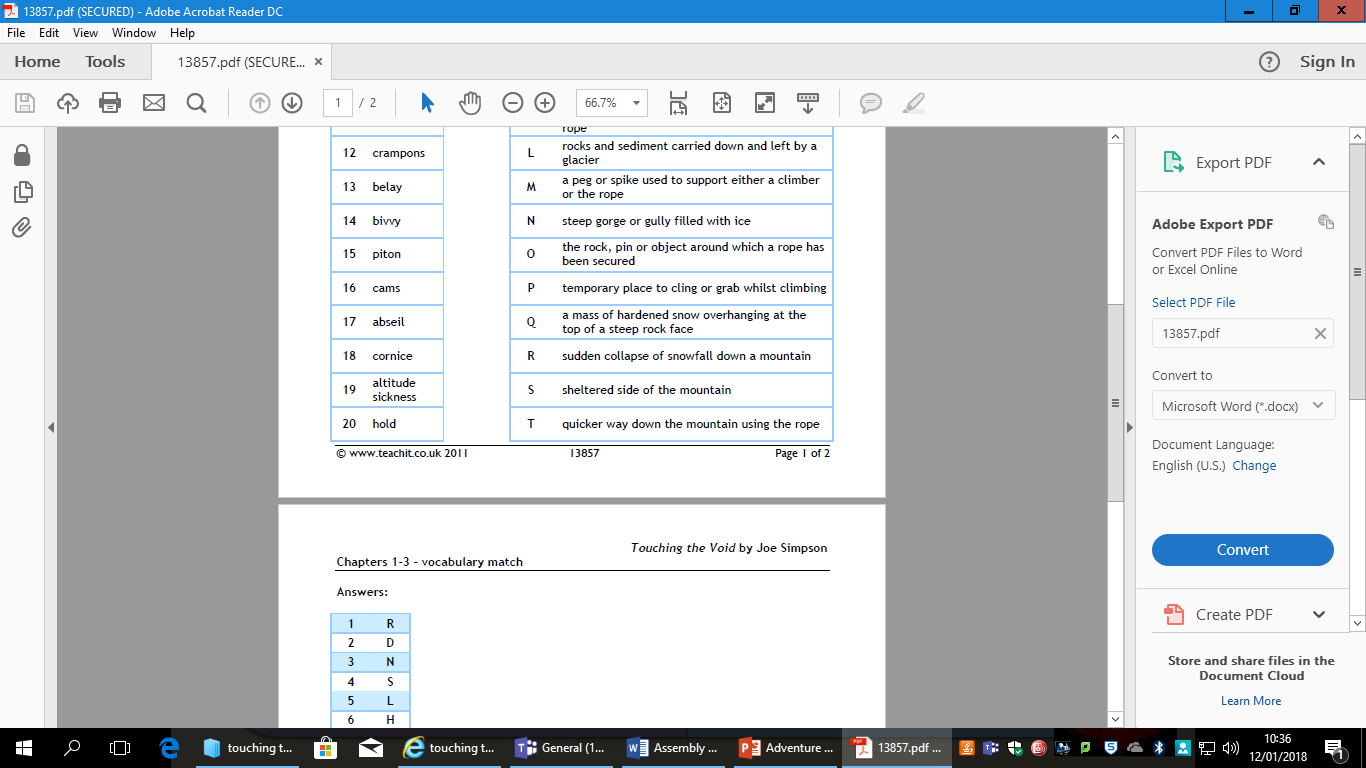 13857.pdf (SECURED) - Adobe Acrobat Reader DC
File Edit View Window Help
Home Tools 13857.pdf (SECURE... × ? Sign In
1 / 2 66.7%
rope
12 crampons L rocks and sediment carried down and left by a
glacier
13 belay M a peg or spike used to support either a climber
or the rope
14 bivvy N steep gorge or gully filled with ice
15 piton O the rock, pin or object around which a rope has
been secured
16 cams P temporary place to cling or grab whilst climbing
17 abseil Q a mass of hardened snow overhanging at the
top of a steep rock face
18 cornice R sudden collapse of snowfall down a mountain
19 altitude
sickness S sheltered side of the mountain
20 hold T quicker way down the mountain using the rope
© www.teachit.co.uk 2011 13857 Page 1 of 2
Touching the Void by Joe Simpson
Chapters 1-3 - vocabulary match
Answers:
1 R
2 D
3 N
4 S
5 L
6 H
Export PDF
Adobe Export PDF
Convert PDF Files to Word
or Excel Online
Select PDF File
13857.pdf
Convert to
Microsoft Word (*.docx)
Document Language:
English (U.S.) Change
Convert
Create PDF
Store and share files in the
Document Cloud
Learn More
touching t... touching t... General (1... Assembly ... Adventure ... 13857.pdf ... 10:36
12/01/2018 1